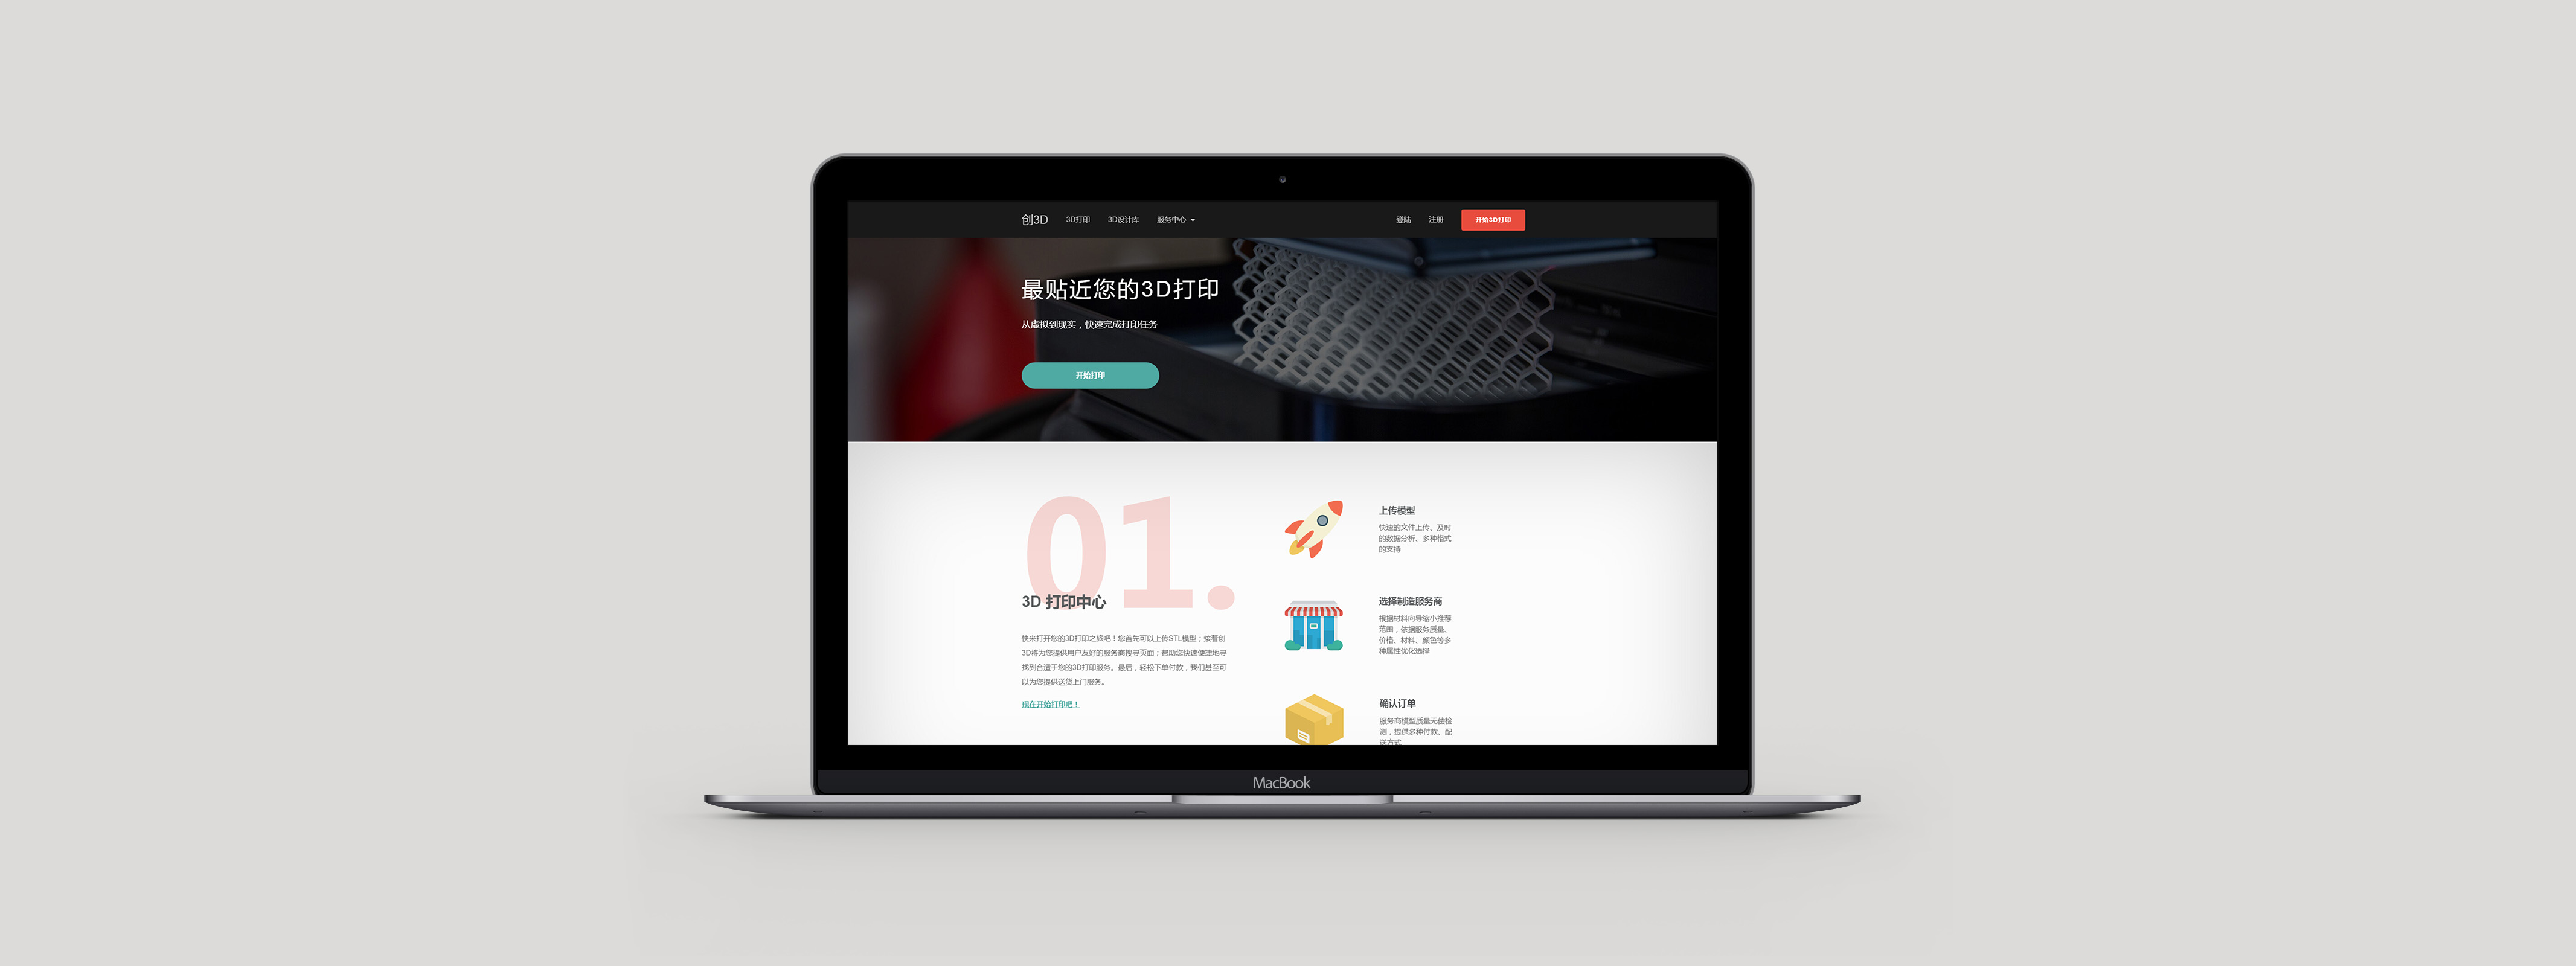 创3D 3D打印 3D设计库 服务中心 登陆 注册 开始3D打印
最贴近您的3D打印
从虚拟到现实，快速完成打印任务
开始打印
01.
3D 打印中心
快来打开您的3D打印之旅吧！您首先可以上传STL模型；接着创
3D将为您提供用户友好的服务商搜寻页面；帮助您快速便捷地寻
找到合适于您的3D打印服务。最后，轻松下单付款，我们甚至可
以为您提供送货上门服务。
现在开始打印吧！
上传模型
快速的文件上传、及时
的数据分析、多种格式
的支持
选择制造服务商
根据材料向导缩小推荐
范围，依据服务质量、
价格、材料、颜色等多
种属性优化选择
确认订单
服务商模型质量无偿检
测，提供多种付款、配
送方式
MacBook